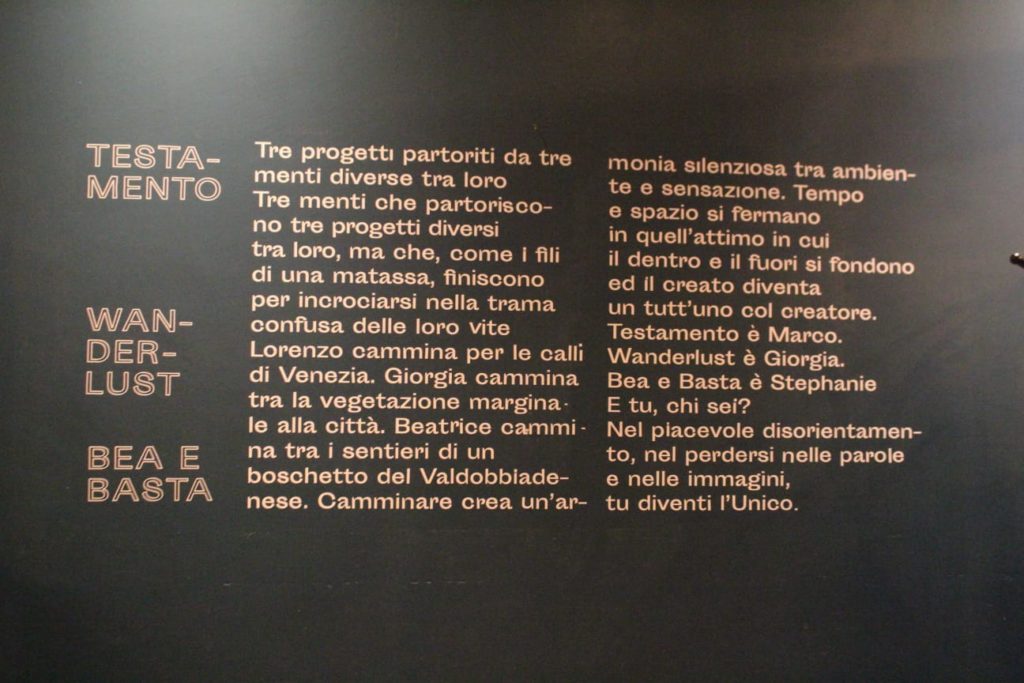 TESTA-
MENTO
WAN-
DER-
LUST
BEA E
BASTA
Tre progetti partoriti da tre
menti diverse tra loro
Tre menti che partorisco-
no tre progetti diversi
tra loro, ma che, come i fili
di una matassa, finiscono
per incrociarsi nella trama
confusa delle loro vite
Lorenzo cammina per le calli
di Venezia. Giorgia cammina
tra la vegetazione margina-
le alla città. Beatrice cammi-
na tra i sentieri di un
boschetto del Valdobbiade-
nese. Camminare crea un'ar-
monia silenziosa tra ambien-
te e sensazione. Tempo
e spazio si fermano
in quell'attimo in cui
il dentro e il fuori si fondono
ed il creato diventa
un tutt'uno col creatore.
Testamento è Marco.
Wanderlust è Giorgia.
Bea e Basta è Stephanie
E tu, chi sei?
Nel piacevole disorientamen-
to, nel perdersi nelle parole
e nelle immagini,
tu diventi l'Unico.